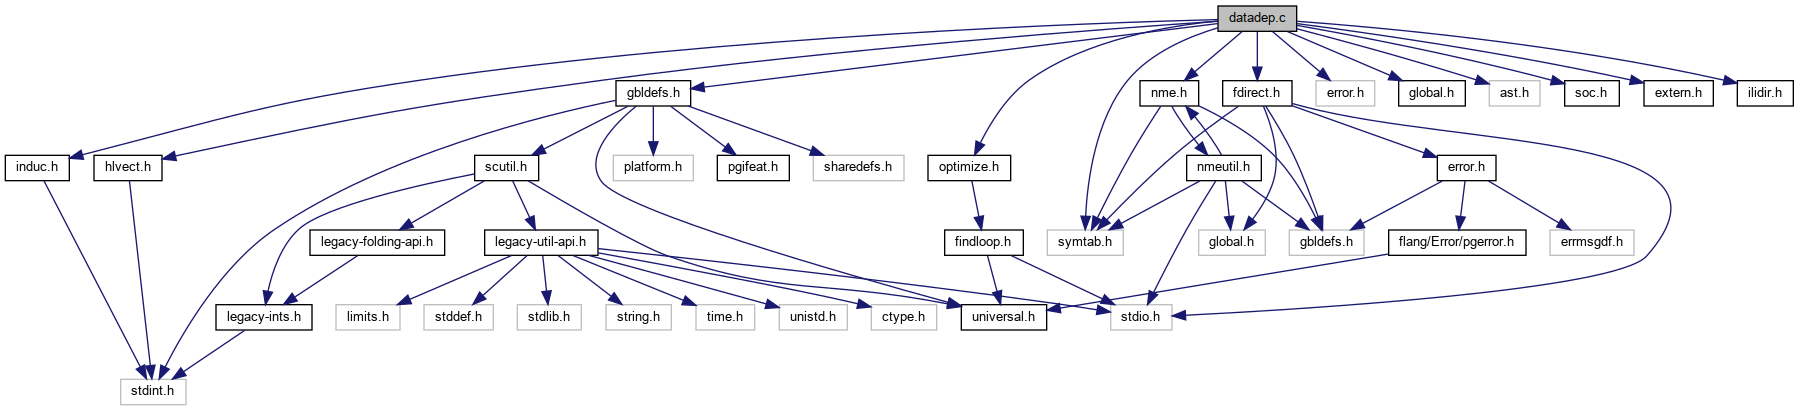 datadep.c
gbldefs.h
nme.h
fdirect.h
error.h
global.h
ast.h
soc.h
extern.h
ilidir.h
induc.h
hlvect.h
scutil.h
platform.h
pgifeat.h
sharedefs.h
optimize.h
nmeutil.h
error.h
legacy-folding-api.h
legacy-util-api.h
findloop.h
symtab.h
global.h
gbldefs.h
flang/Error/pgerror.h
errmsgdf.h
legacy-ints.h
limits.h
stddef.h
stdlib.h
string.h
time.h
unistd.h
ctype.h
universal.h
stdio.h
stdint.h